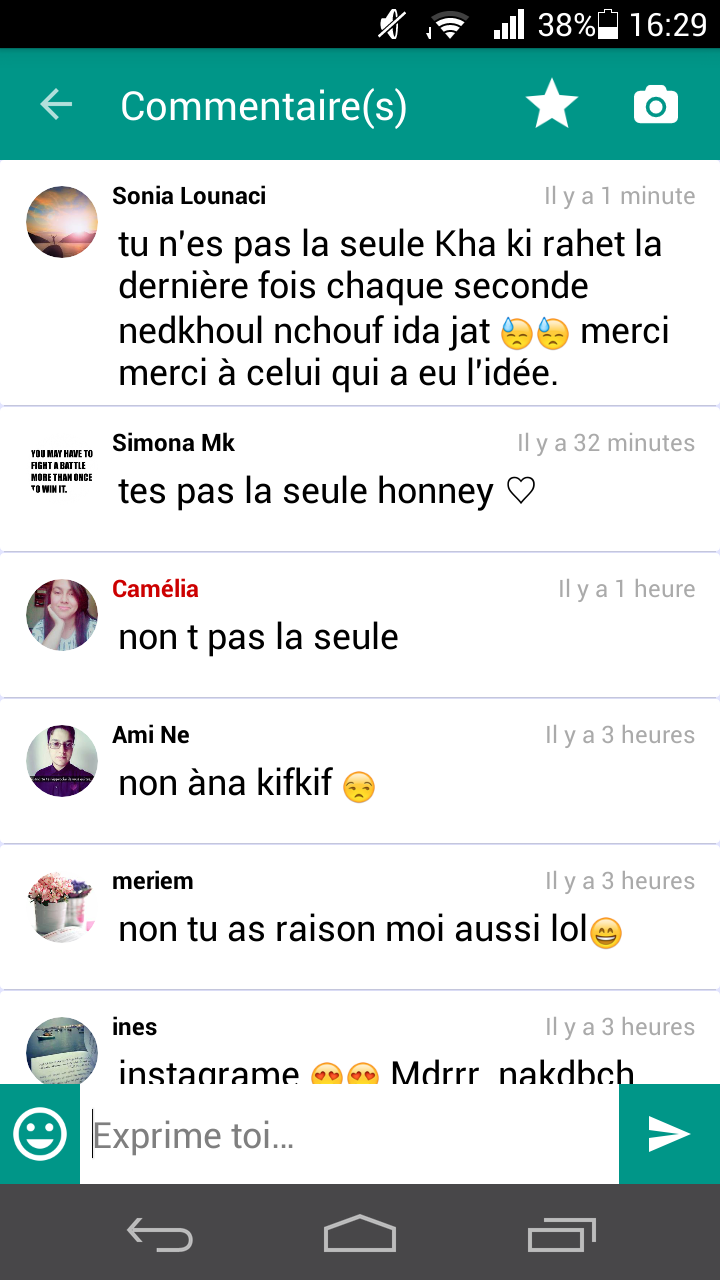 38% 16:29
Commentaire(s)
Sonia Lounaci Il y a 1 minute
tu n'es pas la seule Kha ki rahet la
dernière fois chaque seconde
nedkhoul nchouf ida jat 😓😓 merci
merci à celui qui a eu l'idée.
YOU MAY HAVE TO
FIGHT A BATTLE
MORE THAN ONCE
TO WIN IT.
Simona Mk Il y a 32 minutes
tes pas la seule honney ♡
Camélia Il y a 1 heure
non t pas la seule
Ami Ne Il y a 3 heures
non àna kifkif 😒
meriem Il y a 3 heures
non tu as raison moi aussi lol😄
ines Il y a 3 heures
instagrame 😍😍 Mdrrr nakdbch
Exprime toi...